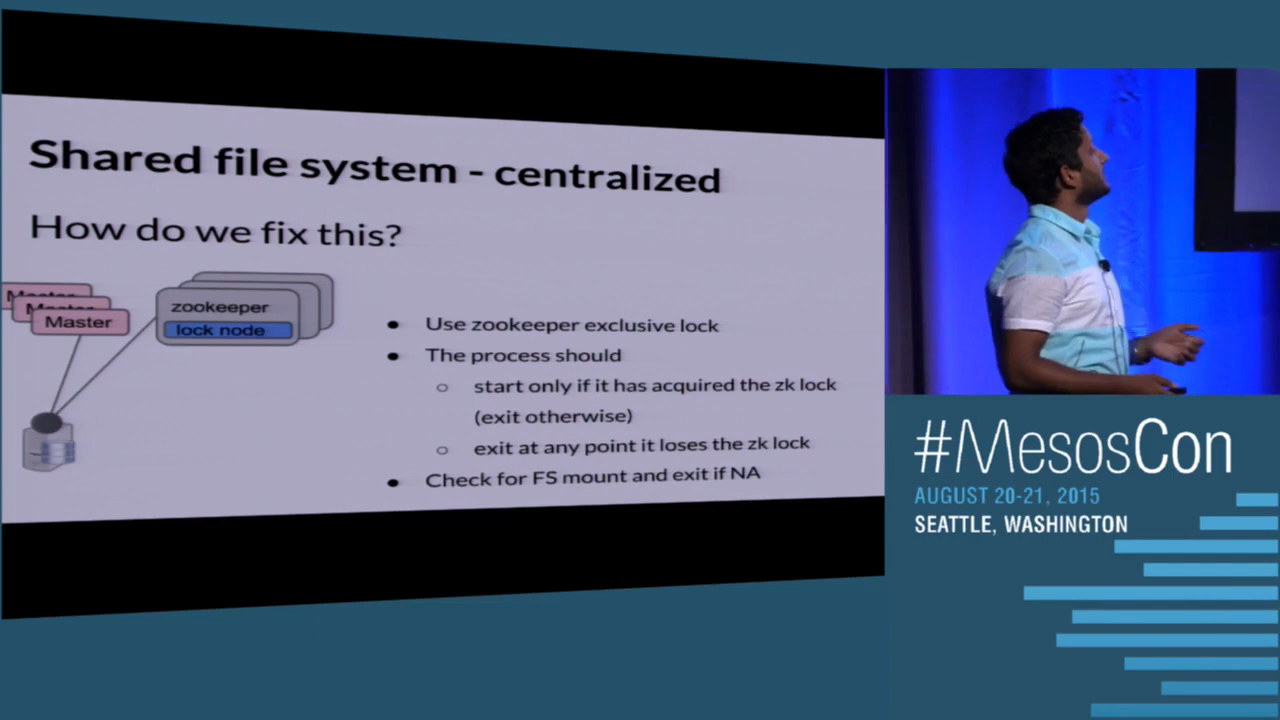 Shared file system - centralized
How do we fix this?
Master
Master
Master
zookeeper
lock node
● Use zookeeper exclusive lock
● The process should
○ start only if it has acquired the zk lock
(exit otherwise)
○ exit at any point it loses the zk lock
● Check for FS mount and exit if NA
#MesosCon
AUGUST 20-21, 2015
SEATTLE, WASHINGTON